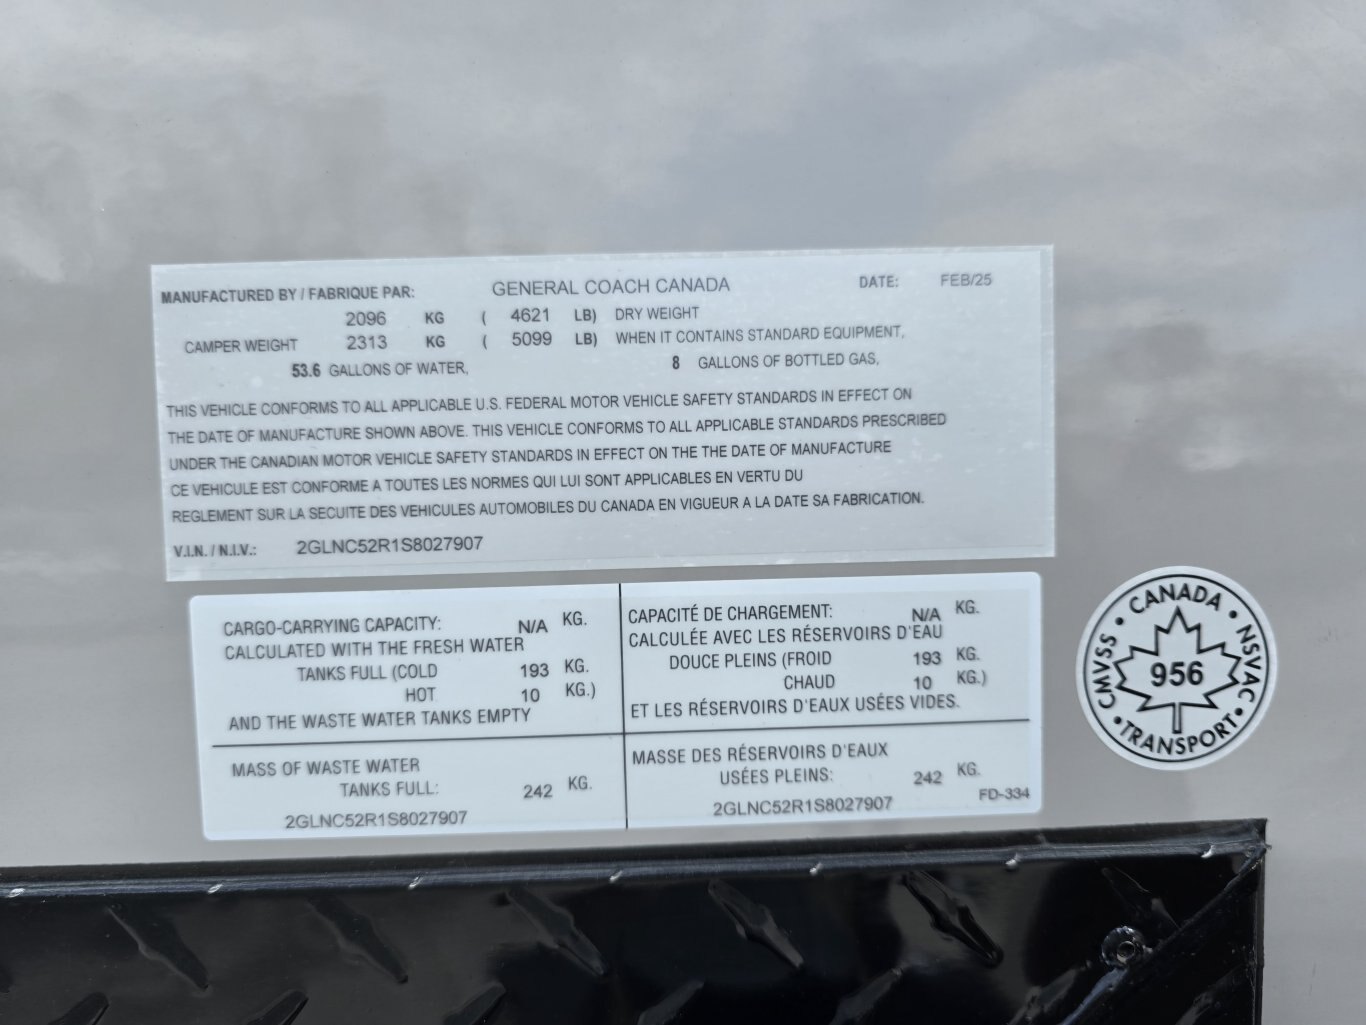 MANUFACTURED BY / FABRIQUE PAR: GENERAL COACH CANADA DATE: FEB/25
2096 KG ( 4621 LB) DRY WEIGHT
CAMPER WEIGHT 2313 KG ( 5099 LB) WHEN IT CONTAINS STANDARD EQUIPMENT,
53.6 GALLONS OF WATER, 8 GALLONS OF BOTTLED GAS,
THIS VEHICLE CONFORMS TO ALL APPLICABLE U.S. FEDERAL MOTOR VEHICLE SAFETY STANDARDS IN EFFECT ON
THE DATE OF MANUFACTURE SHOWN ABOVE. THIS VEHICLE CONFORMS TO ALL APPLICABLE STANDARDS PRESCRIBED
UNDER THE CANADIAN MOTOR VEHICLE SAFETY STANDARDS IN EFFECT ON THE THE DATE OF MANUFACTURE
CE VEHICULE EST CONFORME A TOUTES LES NORMES QUI LUI SONT APPLICABLES EN VERTU DU
REGLEMENT SUR LA SECUITE DES VEHICULES AUTOMOBILES DU CANADA EN VIGUEUR A LA DATE SA FABRICATION.
V.I.N. / N.I.V.: 2GLNC52R1S8027907
CARGO-CARRYING CAPACITY: N/A KG.
CALCULATED WITH THE FRESH WATER
TANKS FULL (COLD 193 KG.
HOT 10 KG.)
AND THE WASTE WATER TANKS EMPTY
MASS OF WASTE WATER
TANKS FULL: 242 KG.
2GLNC52R1S8027907
CAPACITÉ DE CHARGEMENT: N/A KG.
CALCULÉE AVEC LES RÉSERVOIRS D'EAU
DOUCE PLEINS (FROID 193 KG.
CHAUD 10 KG.)
ET LES RÉSERVOIRS D'EAUX USÉES VIDES.
MASSE DES RÉSERVOIRS D'EAUX
USÉES PLEINS: 242 KG.
2GLNC52R1S8027907 FD-334
CANADA • NSVAC • TRANSPORT • CMVSS •
956